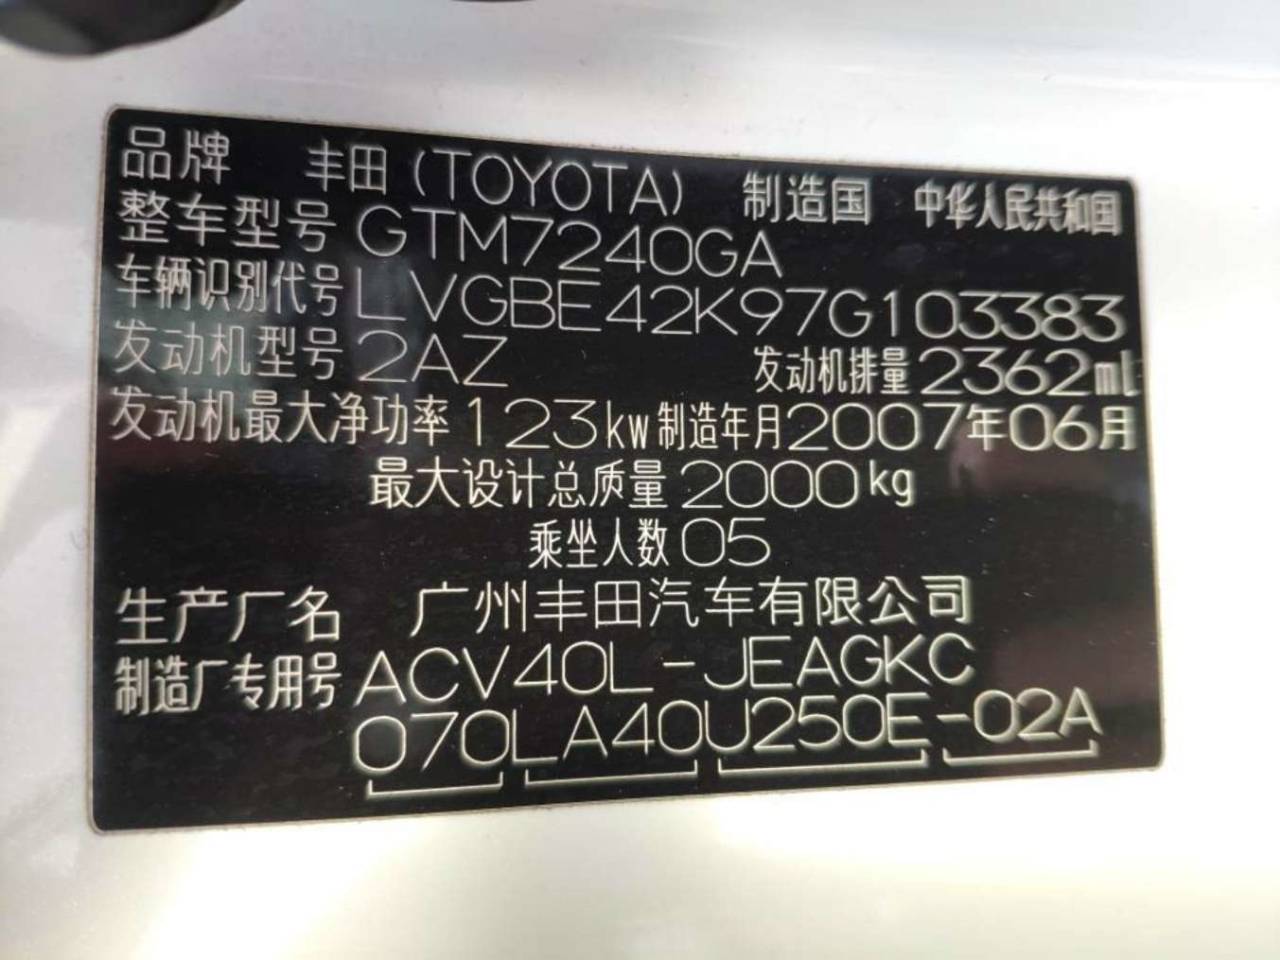 品牌 丰田(TOYOTA) 制造国 中华人民共和国
整车型号 GTM7240GA
车辆识别代号 LVGBE42K97G103383
发动机型号 2AZ 发动机排量 2362ml
发动机最大净功率 123kw 制造年月 2007年06月
最大设计总质量 2000kg
乘坐人数 05
生产厂名 广州丰田汽车有限公司
制造厂专用号 ACV40L-JEAGKC
070LA40U250E-02A